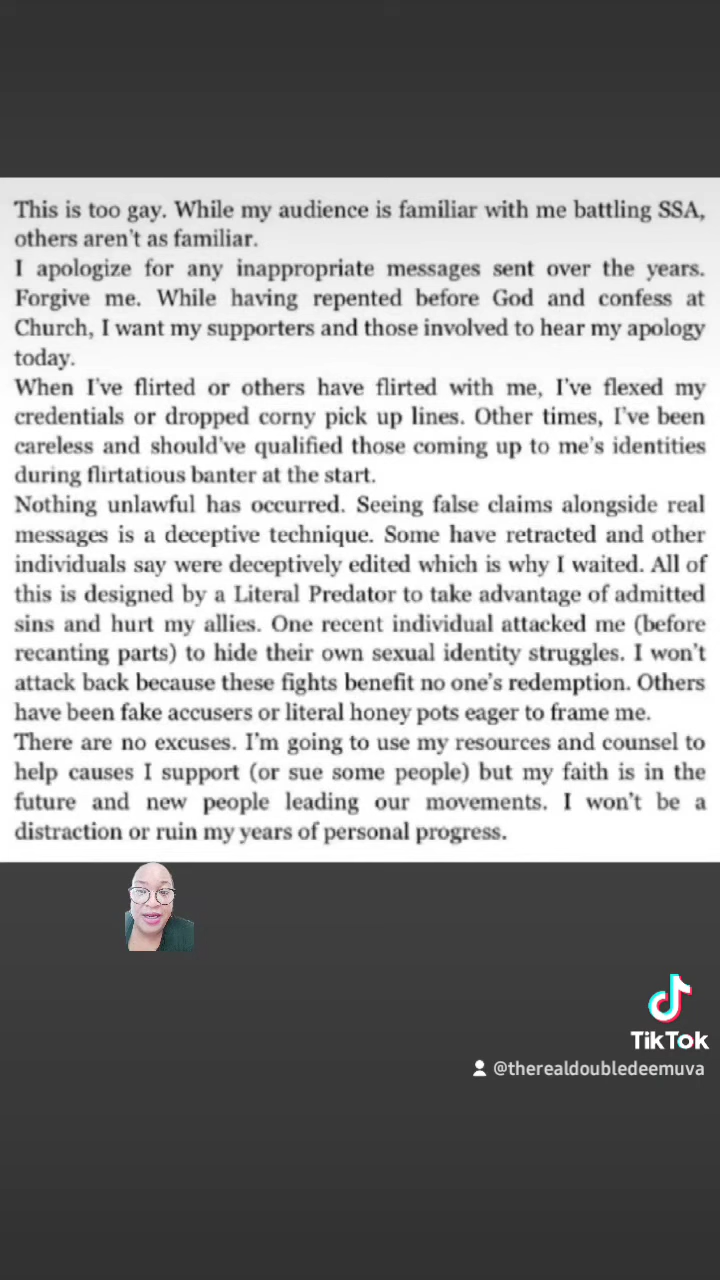 This is too gay. While my audience is familiar with me battling SSA,
others aren't as familiar.
I apologize for any inappropriate messages sent over the years.
Forgive me. While having repented before God and confess at
Church, I want my supporters and those involved to hear my apology
today.
When I've flirted or others have flirted with me, I've flexed my
credentials or dropped corny pick up lines. Other times, I've been
careless and should've qualified those coming up to me's identities
during flirtatious banter at the start.
Nothing unlawful has occurred. Seeing false claims alongside real
messages is a deceptive technique. Some have retracted and other
individuals say were deceptively edited which is why I waited. All of
this is designed by a Literal Predator to take advantage of admitted
sins and hurt my allies. One recent individual attacked me (before
recanting parts) to hide their own sexual identity struggles. I won't
attack back because these fights benefit no one's redemption. Others
have been fake accusers or literal honey pots eager to frame me.
There are no excuses. I'm going to use my resources and counsel to
help causes I support (or sue some people) but my faith is in the
future and new people leading our movements. I won't be a
distraction or ruin my years of personal progress.
TikTok
@therealdoubledeemuva